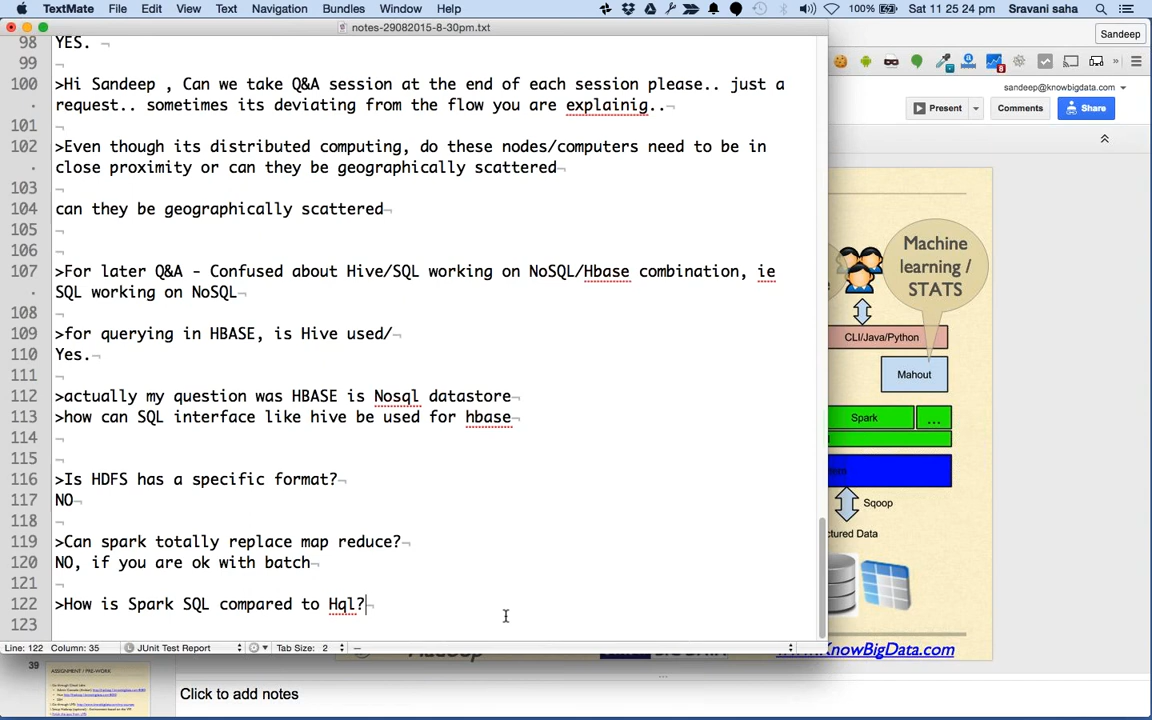 TextMate File Edit View Text Navigation Bundles Window Help 100% Sat 11 25 24 pm Sravani saha
notes-29082015-8-30pm.txt
Sandeep
98 YES.
99
100 >Hi Sandeep , Can we take Q&A session at the end of each session please.. just a
request.. sometimes its deviating from the flow you are explainig..
101
102 >Even though its distributed computing, do these nodes/computers need to be in
close proximity or can they be geographically scattered
103
104 can they be geographically scattered
105
106
107 >For later Q&A - Confused about Hive/SQL working on NoSQL/Hbase combination, ie
SQL working on NoSQL
108
109 >for querying in HBASE, is Hive used/
110 Yes.
111
112 >actually my question was HBASE is Nosql datastore
113 >how can SQL interface like hive be used for hbase
114
115
116 >Is HDFS has a specific format?
117 NO
118
119 >Can spark totally replace map reduce?
120 NO, if you are ok with batch
121
122 >How is Spark SQL compared to Hql?
123
Line: 122 Column: 35 JUnit Test Report Tab Size: 2
sandeep@knowbigdata.com
Present Comments Share
Machine
learning /
STATS
CLI/Java/Python
Mahout
Spark ...
Sqoop
ctured Data
www.KnowBigData.com
39
ASSIGNMENT / PRE-WORK
Click to add notes